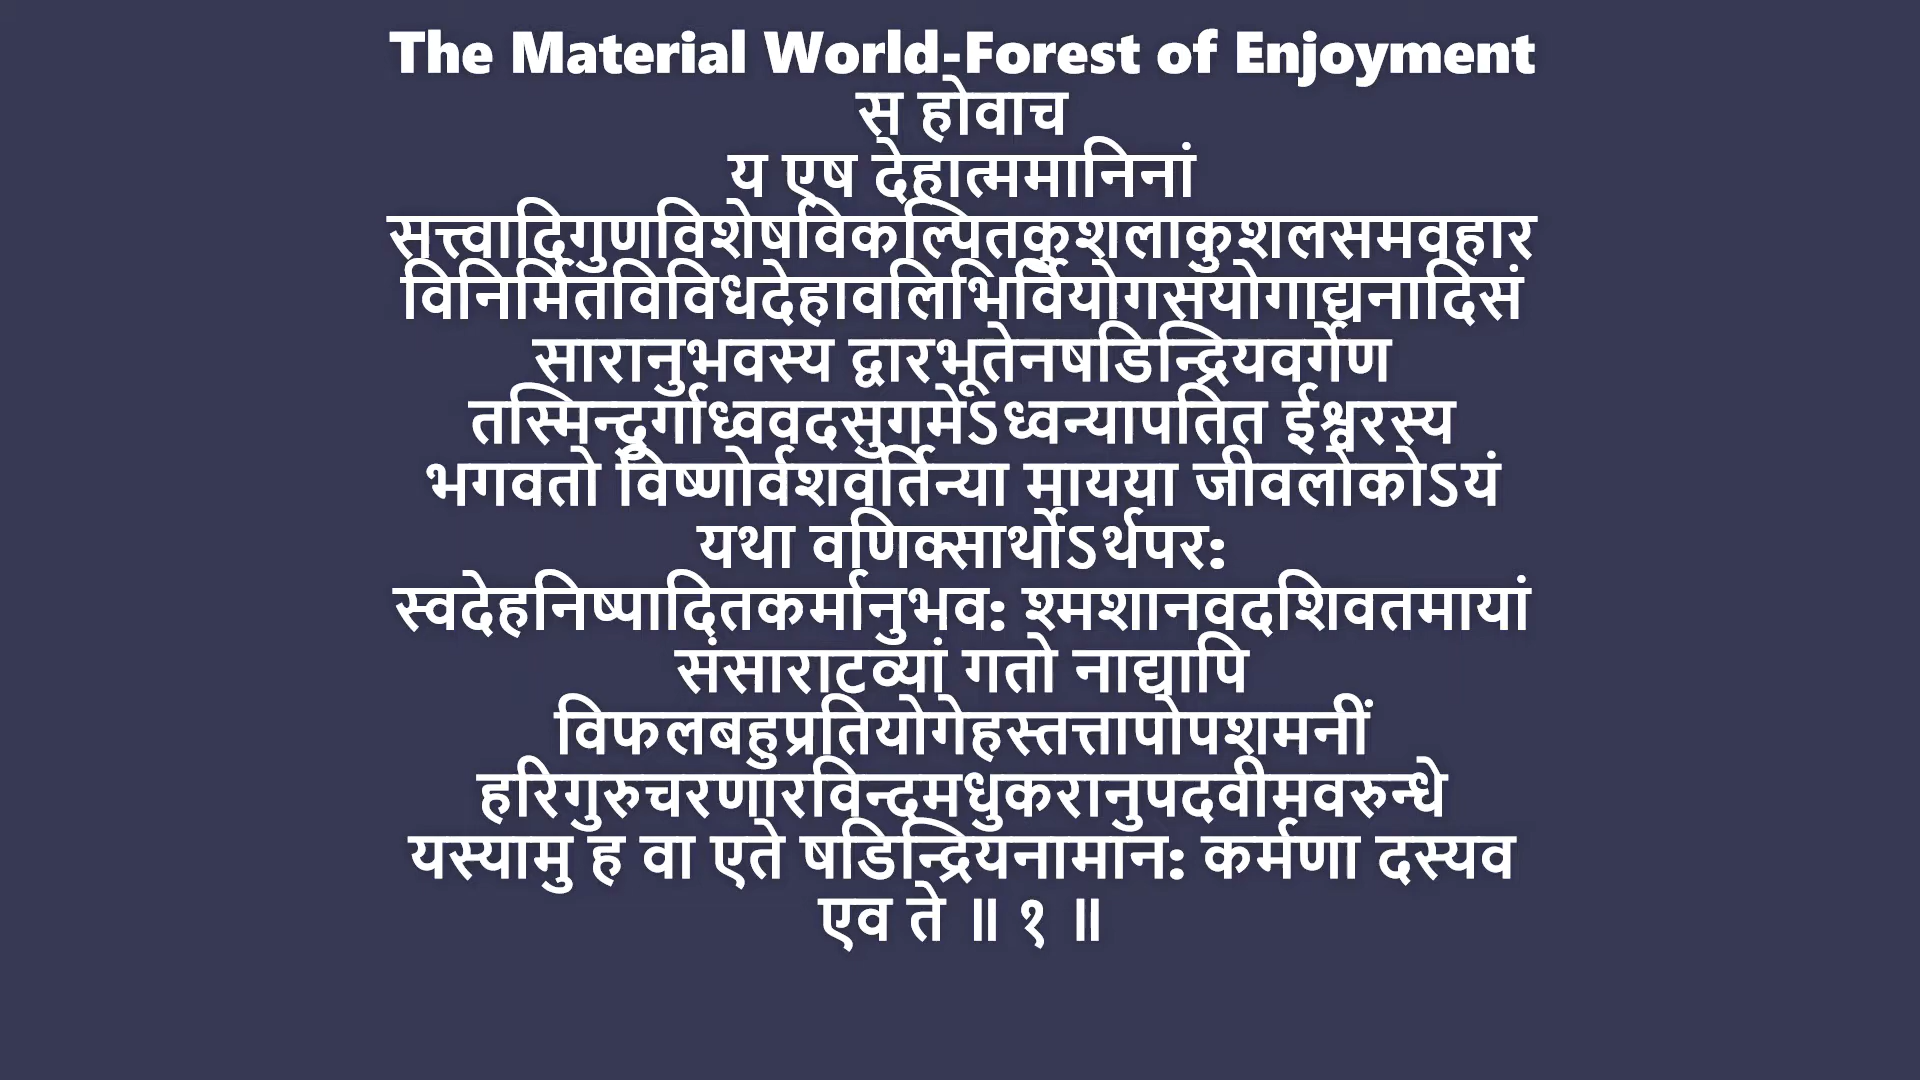 The Material World-Forest of Enjoyment
स होवाच
य एष देहात्ममानिनां
सत्त्वादिगुणविशेषविकल्पितकुशलाकुशलसमवहार
विनिर्मितविविधदेहावलिभिर्वियोगसंयोगाद्यनादिसं
सारानुभवस्य द्वारभूतेनषडिन्द्रियवर्गेण
तस्मिन्दुर्गाध्ववदसुगमेऽध्वन्यापतित ईश्वरस्य
भगवतो विष्णोर्वशवर्तिन्या मायया जीवलोकोऽयं
यथा वणिक्सार्थोऽर्थपर:
स्वदेहनिष्पादितकर्मानुभव: श्मशानवदशिवतमायां
संसाराटव्यां गतो नाद्यापि
विफलबहुप्रतियोगेहस्तत्तापोपशमनीं
हरिगुरुचरणारविन्दमधुकरानुपदवीमवरुन्धे
यस्यामु ह वा एते षडिन्द्रियनामान: कर्मणा दस्यव
एव ते ॥ १ ॥